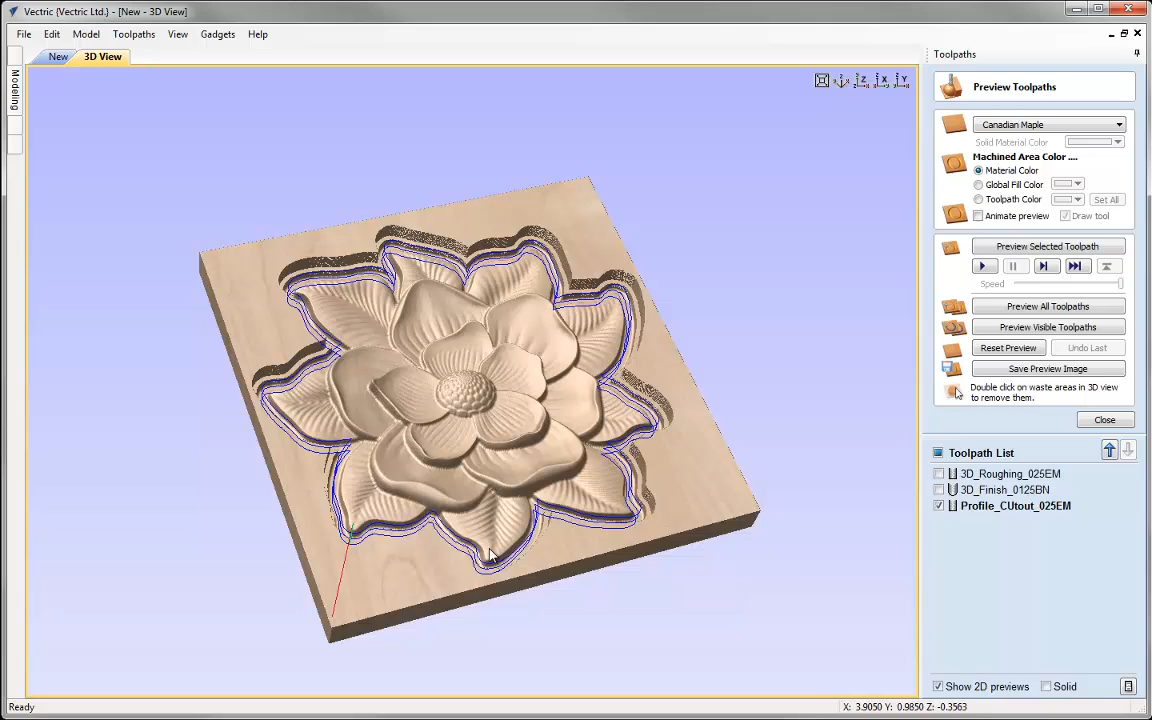 Vectric {Vectric Ltd.} - [New - 3D View]
File Edit Model Toolpaths View Gadgets Help
New 3D View
Modeling
Z X Y
Toolpaths
Preview Toolpaths
Canadian Maple
Solid Material Color
Machined Area Color ....
Material Color
Global Fill Color
Toolpath Color Set All
Animate preview Draw tool
Preview Selected Toolpath
Speed
Preview All Toolpaths
Preview Visible Toolpaths
Reset Preview Undo Last
Save Preview Image
Double click on waste areas in 3D view
to remove them.
Close
Toolpath List
3D_Roughing_025EM
3D_Finish_0125BN
Profile_CUtout_025EM
Show 2D previews Solid
Ready X: 3.9050 Y: 0.9850 Z: -0.3563